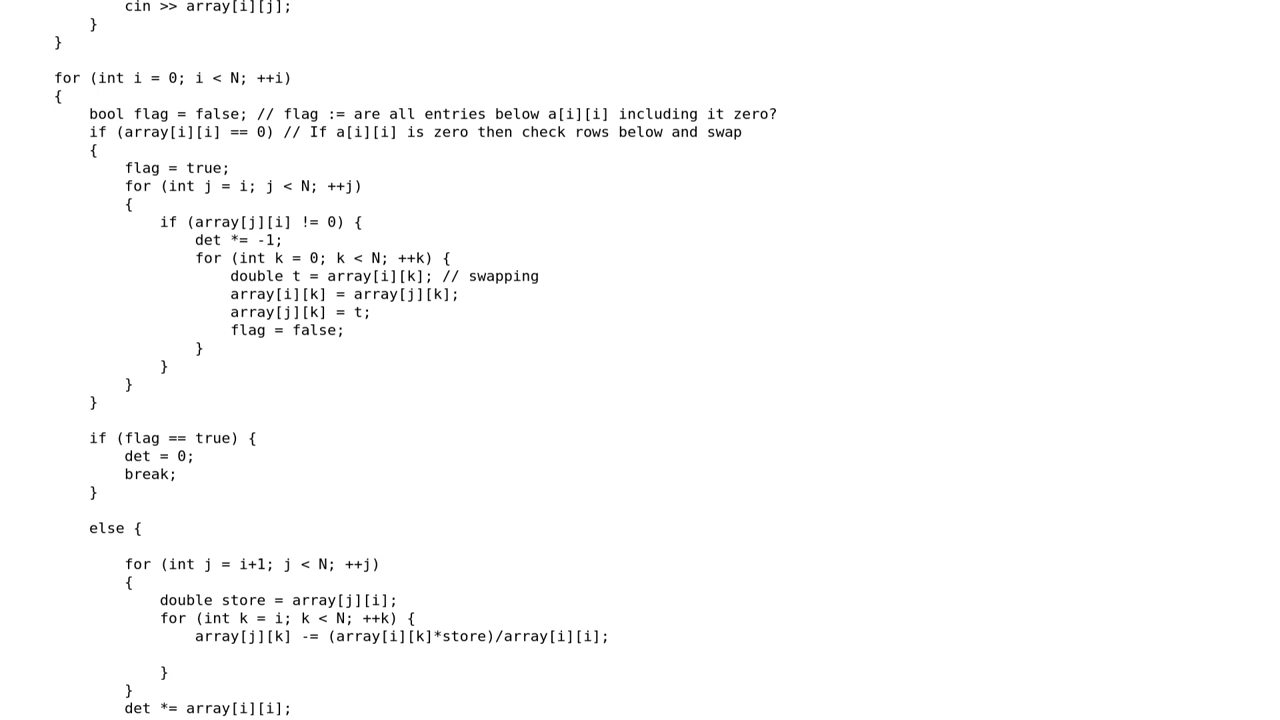 cin >> array[i][j];
}
}
for (int i = 0; i < N; ++i)
{
bool flag = false; // flag := are all entries below a[i][i] including it zero?
if (array[i][i] == 0) // If a[i][i] is zero then check rows below and swap
{
flag = true;
for (int j = i; j < N; ++j)
{
if (array[j][i] != 0) {
det *= -1;
for (int k = 0; k < N; ++k) {
double t = array[i][k]; // swapping
array[i][k] = array[j][k];
array[j][k] = t;
flag = false;
}
}
}
}
if (flag == true) {
det = 0;
break;
}
else {
for (int j = i+1; j < N; ++j)
{
double store = array[j][i];
for (int k = i; k < N; ++k) {
array[j][k] -= (array[i][k]*store)/array[i][i];
}
}
det *= array[i][i];